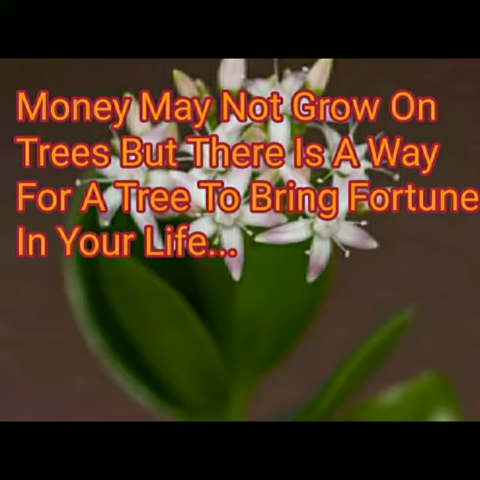 Money May Not Grow On
Trees But There Is A Way
For A Tree To Bring Fortune
In Your Life...